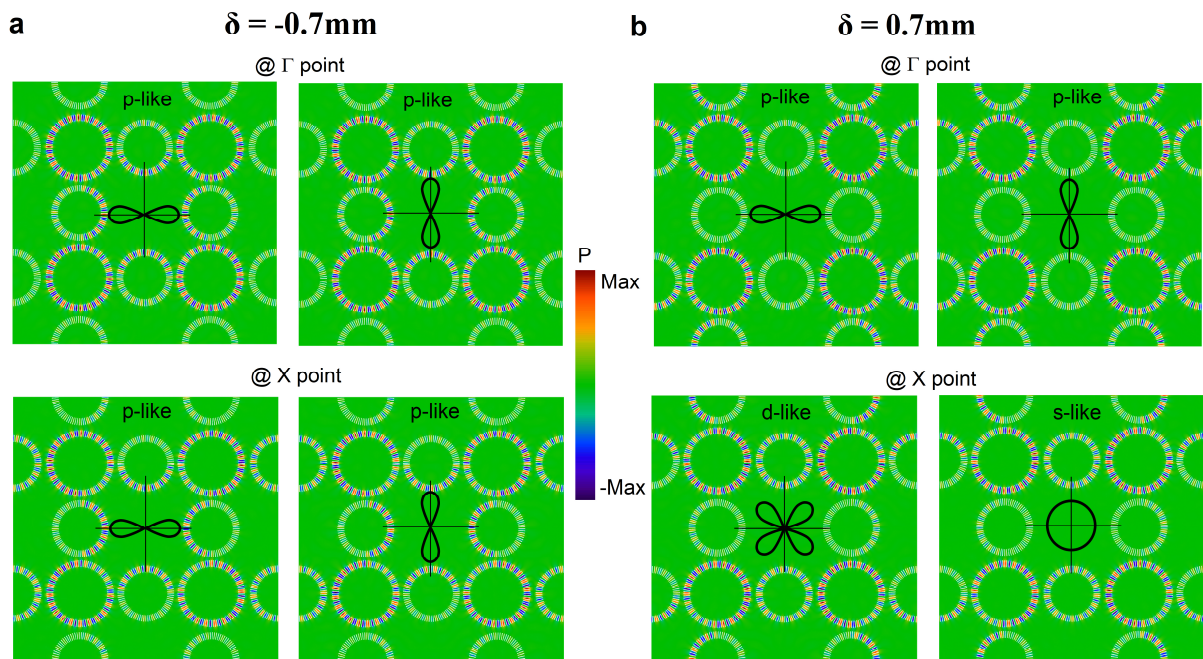 a
δ = -0.7mm
@ Γ point
p-like
p-like
@ X point
p-like
p-like
P
Max
-Max
b
δ = 0.7mm
@ Γ point
p-like
p-like
@ X point
d-like
s-like